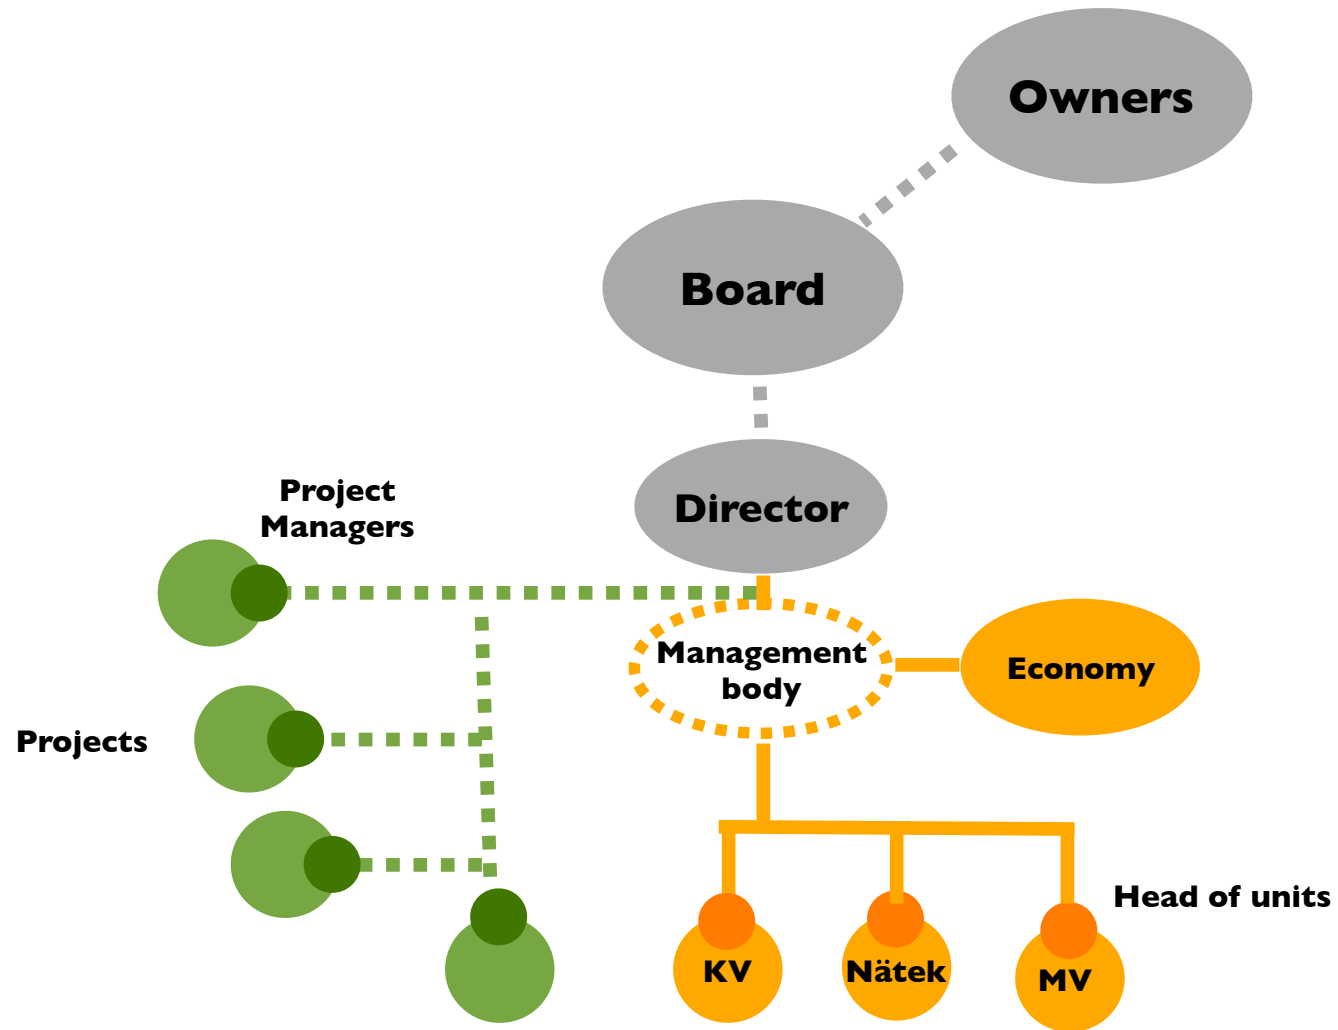 Owners
Board
Director
Project
Managers
Management
body
Economy
Projects
Head of units
KV
Nätek
MV